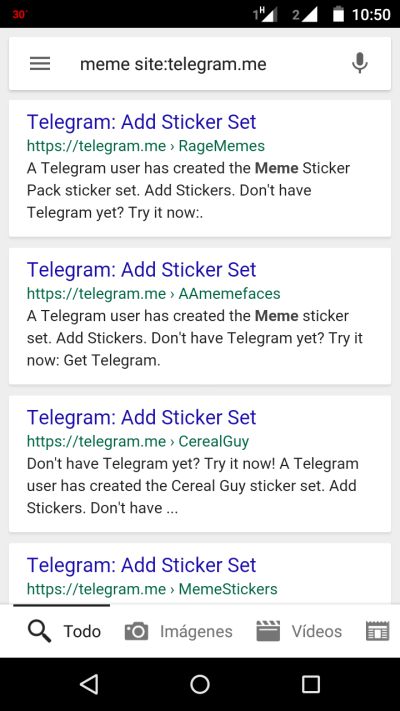 30°
1 H 2 10:50
meme site:telegram.me
Telegram: Add Sticker Set
https://telegram.me › RageMemes
A Telegram user has created the Meme Sticker
Pack sticker set. Add Stickers. Don't have
Telegram yet? Try it now:.
Telegram: Add Sticker Set
https://telegram.me › AAmemefaces
A Telegram user has created the Meme sticker
set. Add Stickers. Don't have Telegram yet? Try it
now: Get Telegram.
Telegram: Add Sticker Set
https://telegram.me › CerealGuy
Don't have Telegram yet? Try it now! A Telegram
user has created the Cereal Guy sticker set. Add
Stickers. Don't have ...
Telegram: Add Sticker Set
https://telegram.me › MemeStickers
Todo Imágenes Vídeos